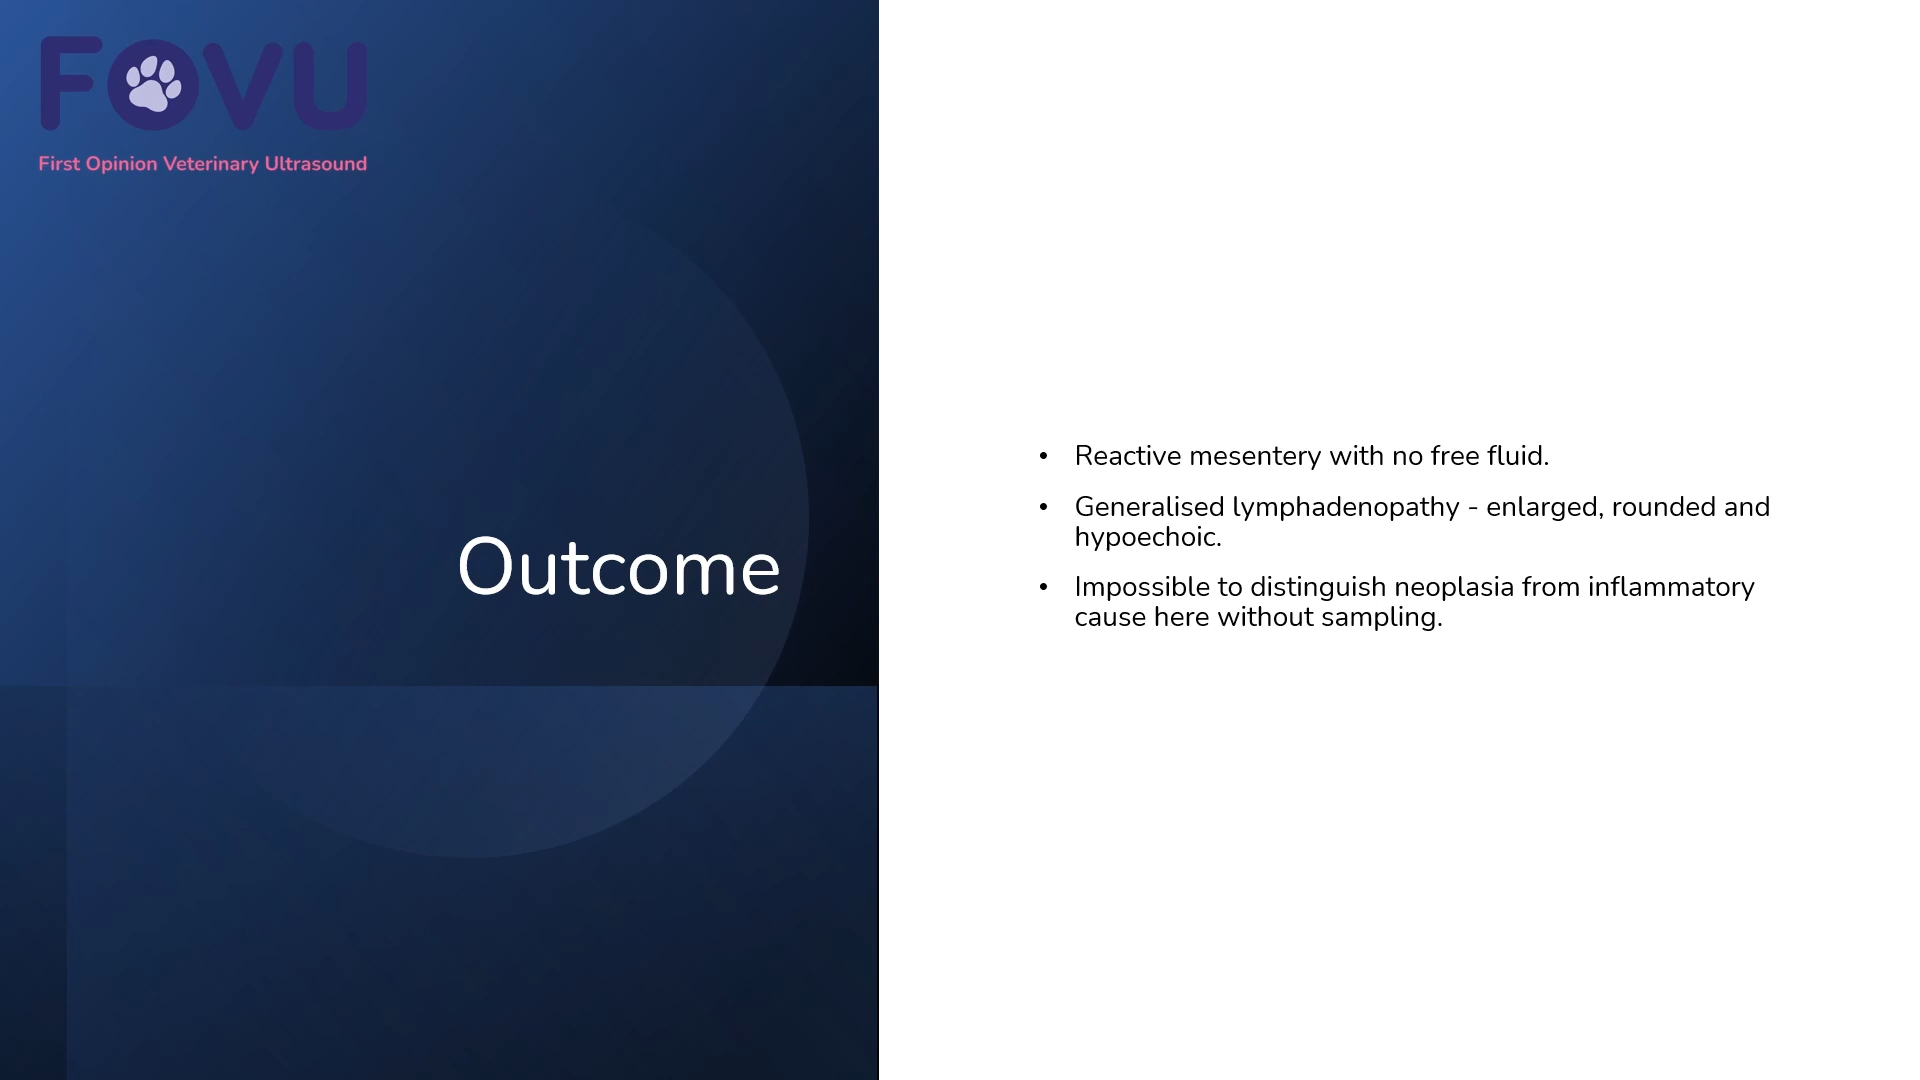 FOVU
First Opinion Veterinary Ultrasound
Outcome
• Reactive mesentery with no free fluid.
• Generalised lymphadenopathy - enlarged, rounded and
hypoechoic.
• Impossible to distinguish neoplasia from inflammatory
cause here without sampling.